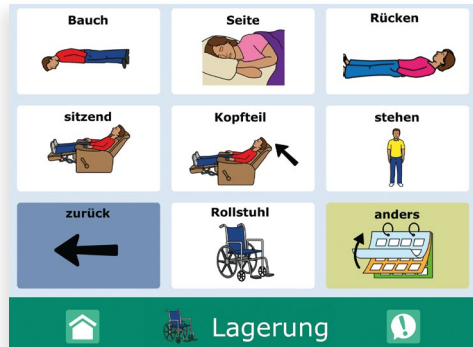 Bauch
Seite
Rücken
sitzend
Kopfteil
stehen
zurück
Rollstuhl
anders
Lagerung